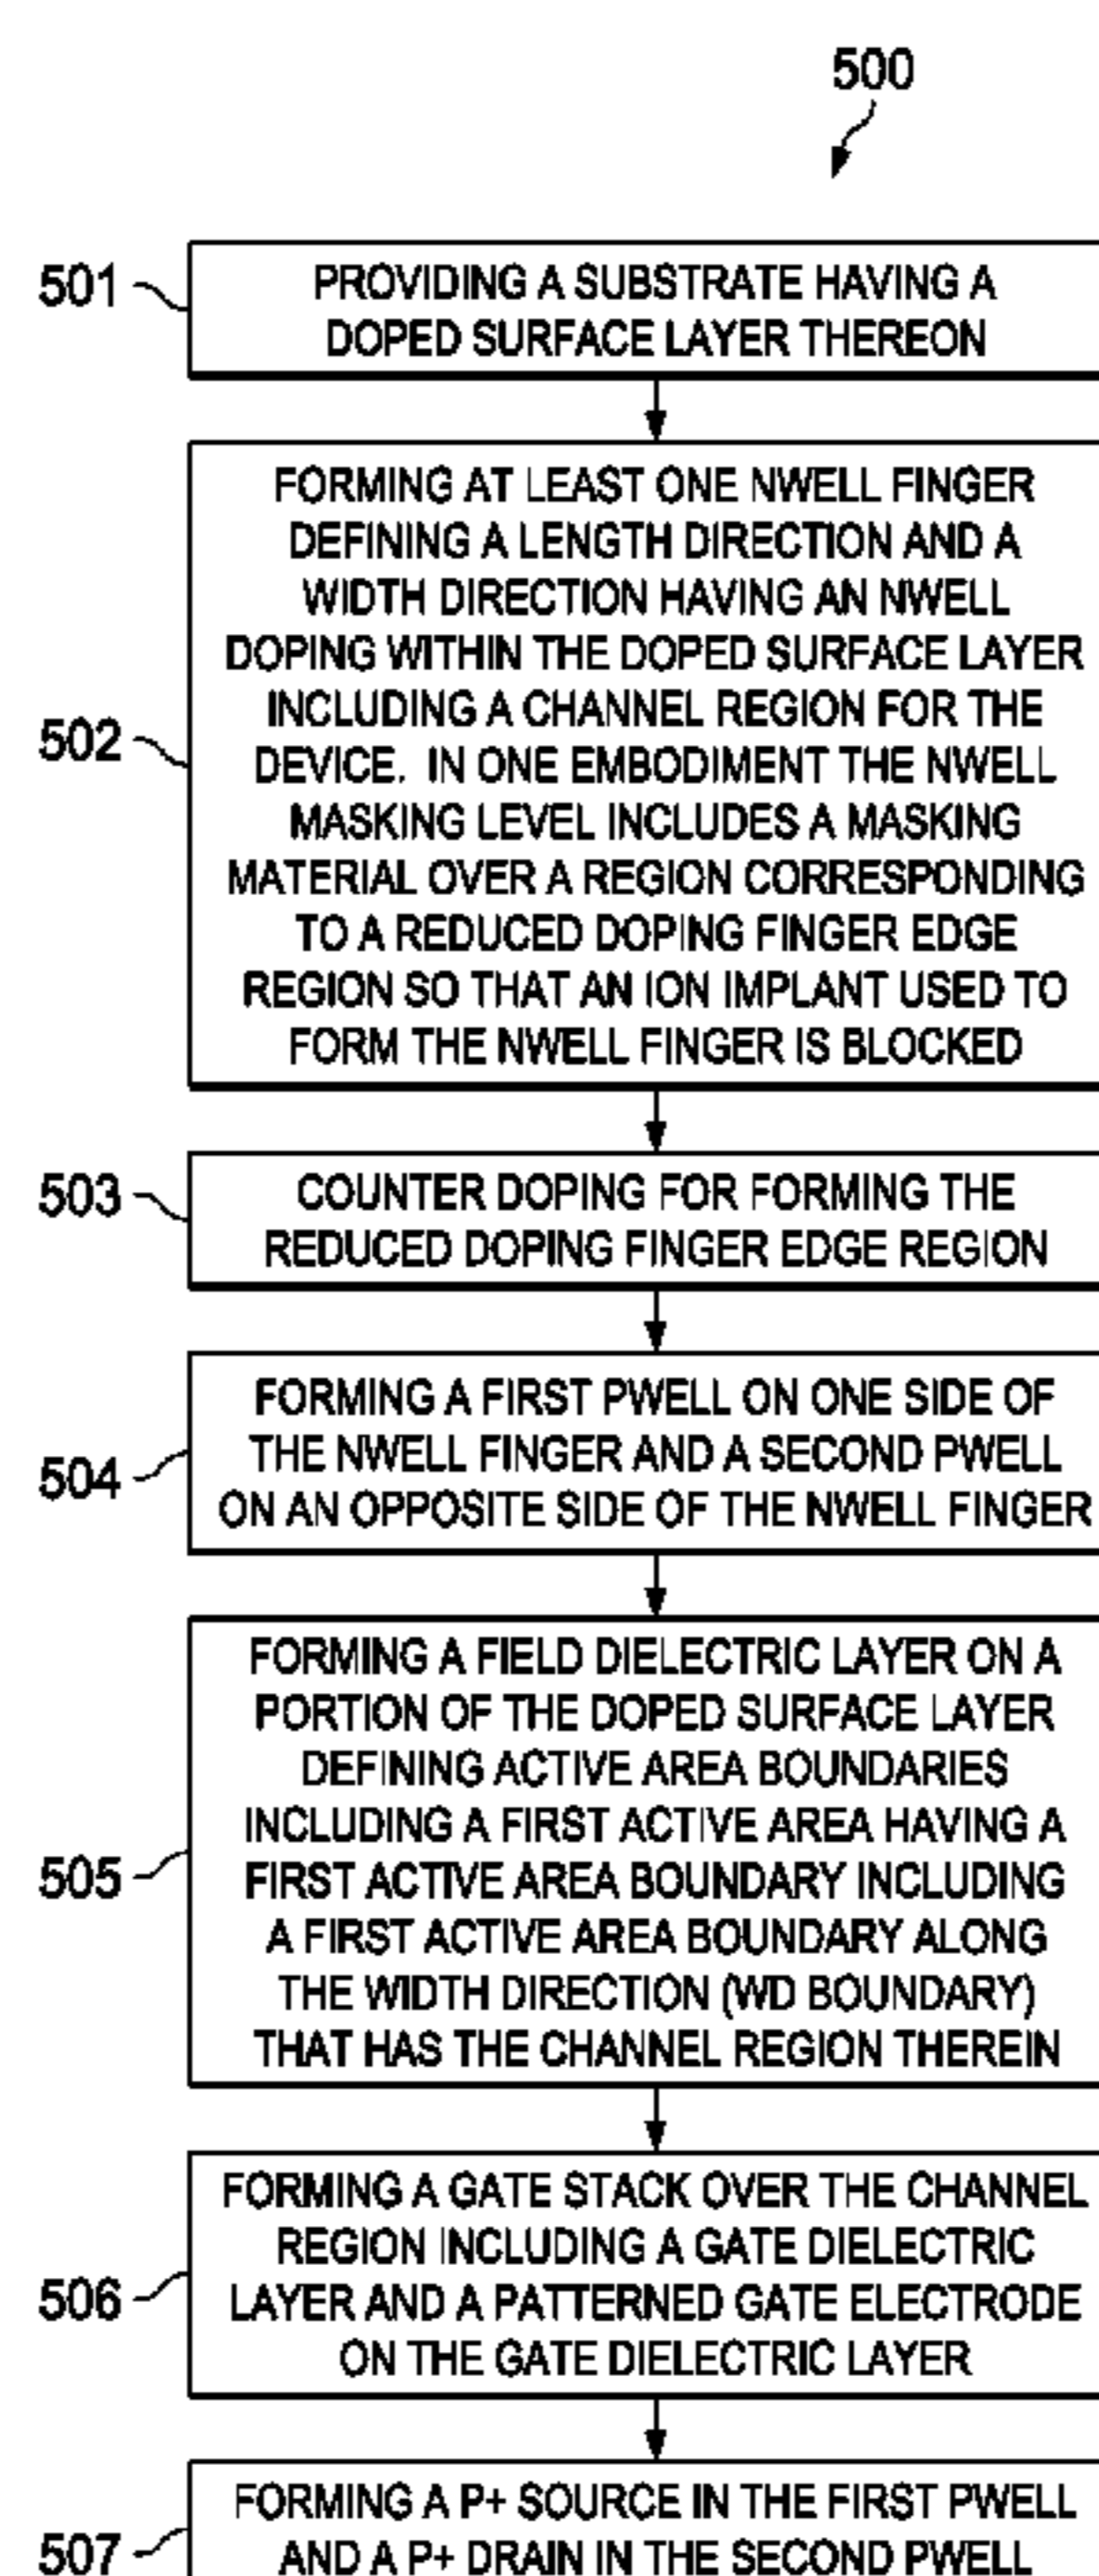 500
501
PROVIDING A SUBSTRATE HAVING A
DOPED SURFACE LAYER THEREON
502
FORMING AT LEAST ONE NWELL FINGER
DEFINING A LENGTH DIRECTION AND A
WIDTH DIRECTION HAVING AN NWELL
DOPING WITHIN THE DOPED SURFACE LAYER
INCLUDING A CHANNEL REGION FOR THE
DEVICE. IN ONE EMBODIMENT THE NWELL
MASKING LEVEL INCLUDES A MASKING
MATERIAL OVER A REGION CORRESPONDING
TO A REDUCED DOPING FINGER EDGE
REGION SO THAT AN ION IMPLANT USED TO
FORM THE NWELL FINGER IS BLOCKED
503
COUNTER DOPING FOR FORMING THE
REDUCED DOPING FINGER EDGE REGION
504
FORMING A FIRST PWELL ON ONE SIDE OF
THE NWELL FINGER AND A SECOND PWELL
ON AN OPPOSITE SIDE OF THE NWELL FINGER
505
FORMING A FIELD DIELECTRIC LAYER ON A
PORTION OF THE DOPED SURFACE LAYER
DEFINING ACTIVE AREA BOUNDARIES
INCLUDING A FIRST ACTIVE AREA HAVING A
FIRST ACTIVE AREA BOUNDARY INCLUDING
A FIRST ACTIVE AREA BOUNDARY ALONG
THE WIDTH DIRECTION (WD BOUNDARY)
THAT HAS THE CHANNEL REGION THEREIN
506
FORMING A GATE STACK OVER THE CHANNEL
REGION INCLUDING A GATE DIELECTRIC
LAYER AND A PATTERNED GATE ELECTRODE
ON THE GATE DIELECTRIC LAYER
507
FORMING A P+ SOURCE IN THE FIRST PWELL
AND A P+ DRAIN IN THE SECOND PWELL